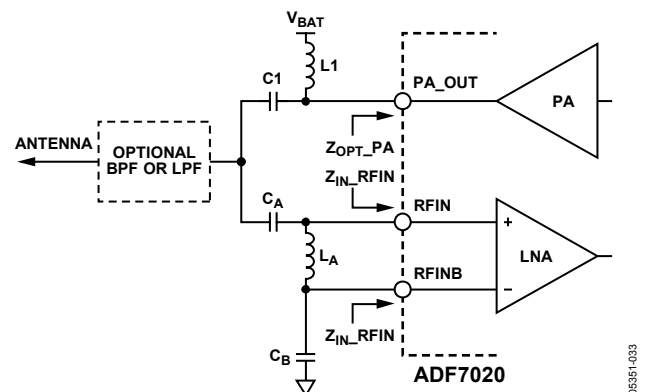 VBAT
L1
C1
PA_OUT
PA
ZOPT_PA
ANTENNA
OPTIONAL
BPF OR LPF
ZIN_RFIN
CA
RFIN
+
LA
LNA
RFINB
–
ZIN_RFIN
CB
ADF7020
05351-033